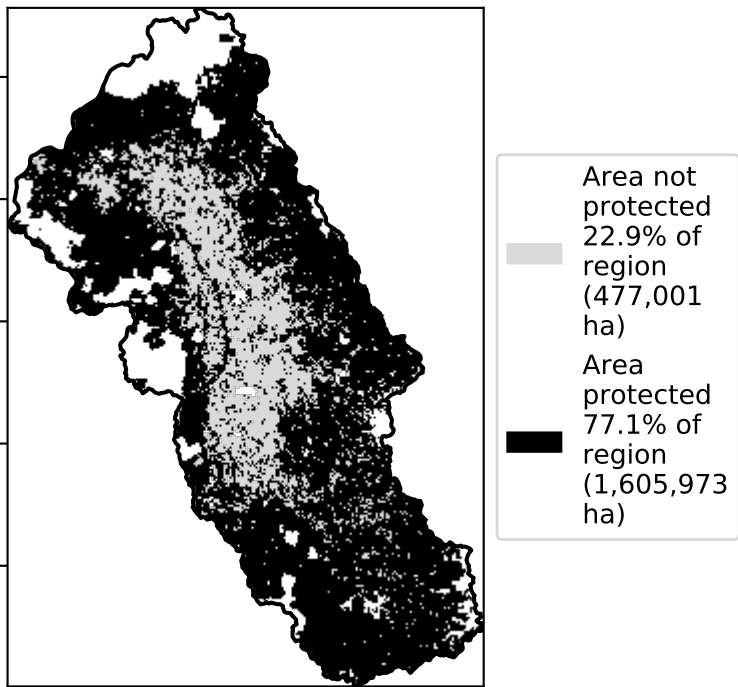 Area not
protected
22.9% of
region
(477,001
ha)
Area
protected
77.1% of
region
(1,605,973
ha)